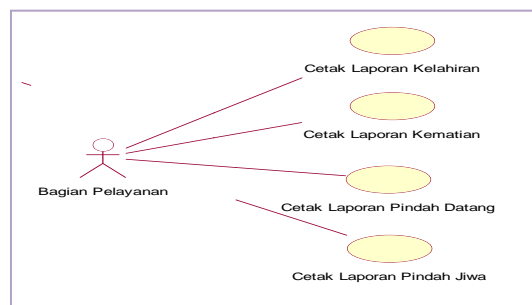 Cetak Laporan Kelahiran
Cetak Laporan Kematian
Bagian Pelayanan
Cetak Laporan Pindah Datang
Cetak Laporan Pindah Jiwa